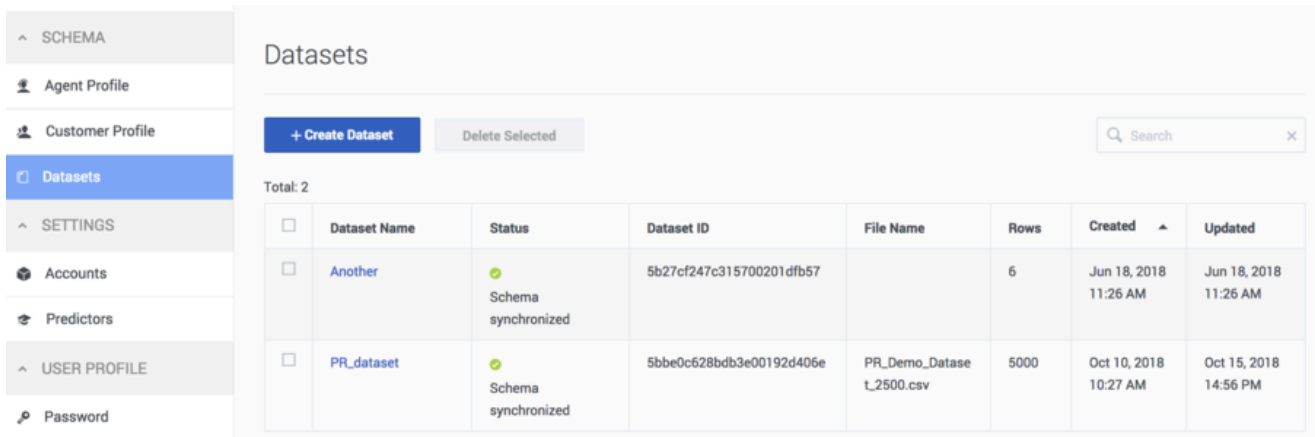 SCHEMA
Agent Profile
Customer Profile
Datasets
SETTINGS
Accounts
Predictors
USER PROFILE
Password
Datasets
+ Create Dataset
Delete Selected
Search
Total: 2
Dataset Name
Status
Dataset ID
File Name
Rows
Created
Updated
Another
Schema
synchronized
5b27cf247c315700201dfb57
6
Jun 18, 2018
11:26 AM
Jun 18, 2018
11:26 AM
PR_dataset
Schema
synchronized
5bbe0c628bdb3e00192d406e
PR_Demo_Datase
t_2500.csv
5000
Oct 10, 2018
10:27 AM
Oct 15, 2018
14:56 PM